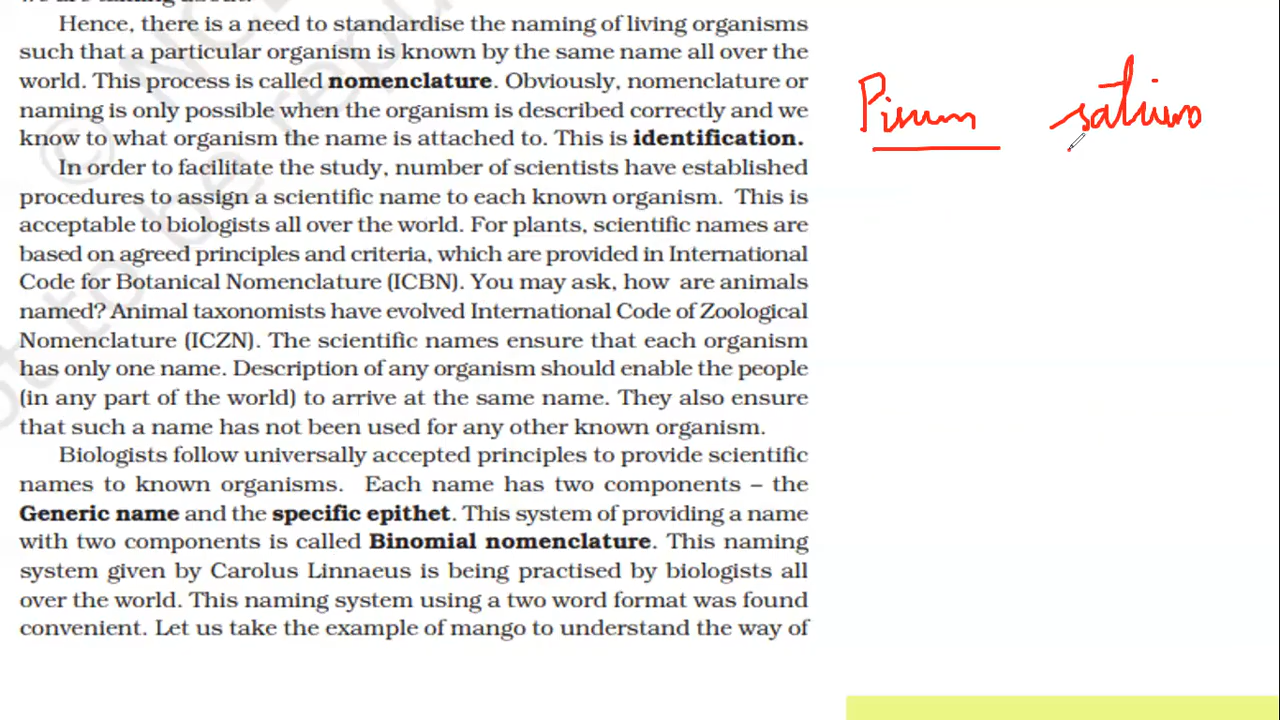 Hence, there is a need to standardise the naming of living organisms
such that a particular organism is known by the same name all over the
world. This process is called nomenclature. Obviously, nomenclature or
naming is only possible when the organism is described correctly and we
know to what organism the name is attached to. This is identification.
In order to facilitate the study, number of scientists have established
procedures to assign a scientific name to each known organism. This is
acceptable to biologists all over the world. For plants, scientific names are
based on agreed principles and criteria, which are provided in International
Code for Botanical Nomenclature (ICBN). You may ask, how are animals
named? Animal taxonomists have evolved International Code of Zoological
Nomenclature (ICZN). The scientific names ensure that each organism
has only one name. Description of any organism should enable the people
(in any part of the world) to arrive at the same name. They also ensure
that such a name has not been used for any other known organism.
Biologists follow universally accepted principles to provide scientific
names to known organisms. Each name has two components – the
Generic name and the specific epithet. This system of providing a name
with two components is called Binomial nomenclature. This naming
system given by Carolus Linnaeus is being practised by biologists all
over the world. This naming system using a two word format was found
convenient. Let us take the example of mango to understand the way of